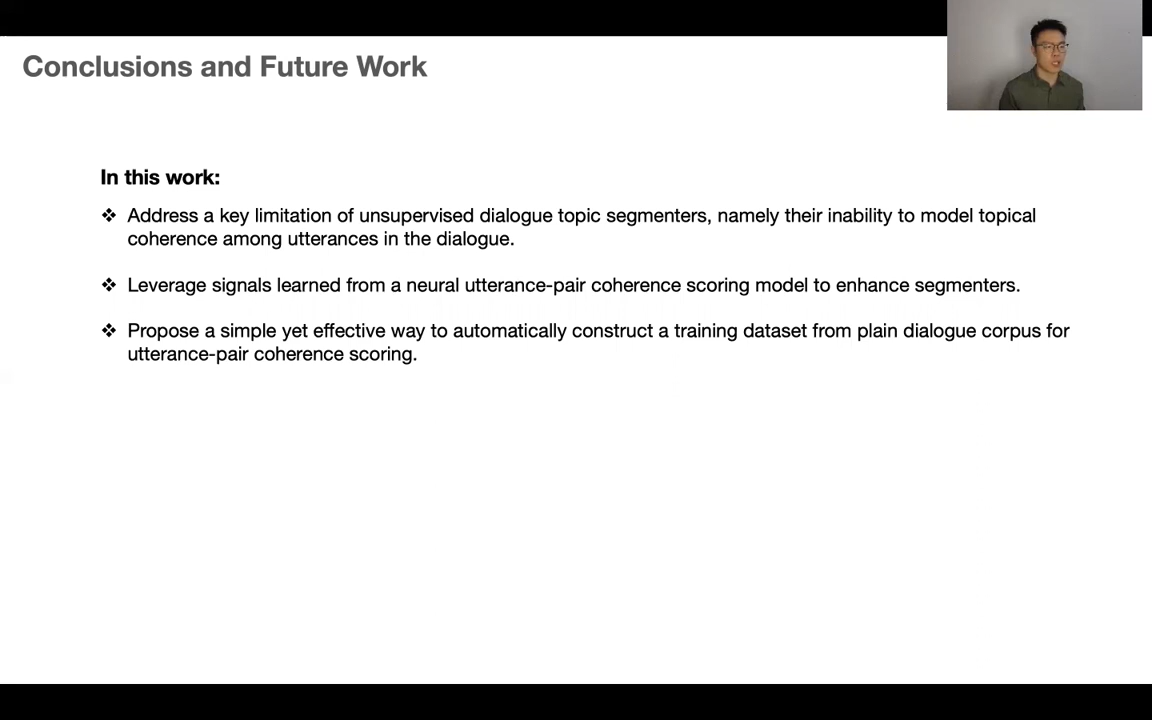 Conclusions and Future Work
In this work:
❖ Address a key limitation of unsupervised dialogue topic segmenters, namely their inability to model topical
coherence among utterances in the dialogue.
❖ Leverage signals learned from a neural utterance-pair coherence scoring model to enhance segmenters.
❖ Propose a simple yet effective way to automatically construct a training dataset from plain dialogue corpus for
utterance-pair coherence scoring.